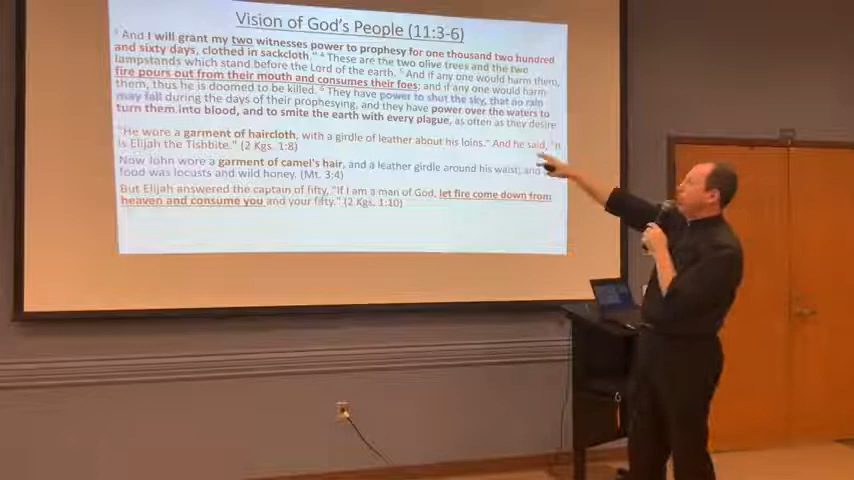 Vision of God's People (11:3-6)
3 And I will grant my two witnesses power to prophesy for one thousand two hundred
and sixty days, clothed in sackcloth." 4 These are the two olive trees and the two
lampstands which stand before the Lord of the earth. 5 And if any one would harm them,
fire pours out from their mouth and consumes their foes; and if any one would harm
them, thus he is doomed to be killed. 6 They have power to shut the sky, that no rain
may fall during the days of their prophesying, and they have power over the waters to
turn them into blood, and to smite the earth with every plague, as often as they desire
"He wore a garment of haircloth, with a girdle of leather about his loins." And he said,
is Elijah the Tishbite." (2 Kgs. 1:8)
Now John wore a garment of camel's hair, and a leather girdle around his waist; and
food was locusts and wild honey. (Mt. 3:4)
But Elijah answered the captain of fifty, "If I am a man of God, let fire come down from
heaven and consume you and your fifty." (2 Kgs. 1:10)